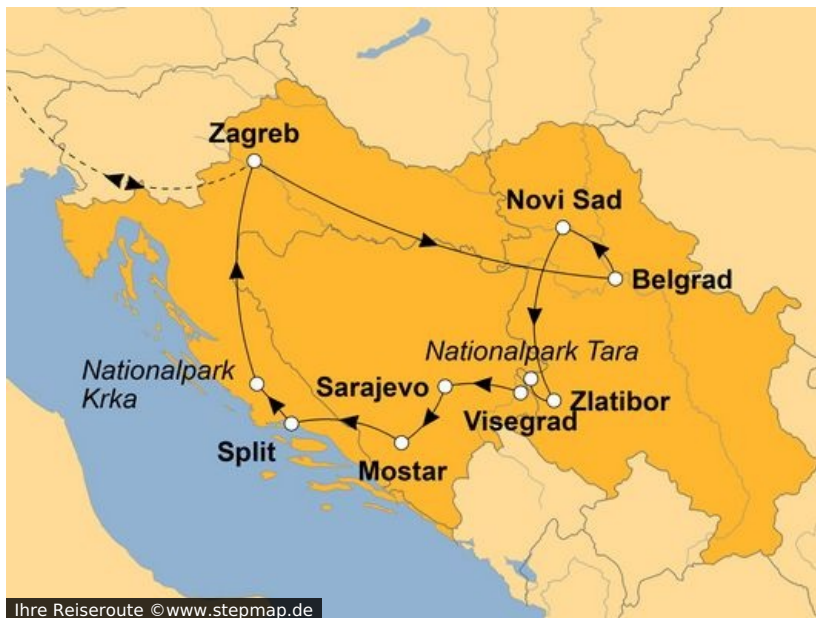 Zagreb
Novi Sad
Belgrad
Nationalpark Tara
Nationalpark
Krka
Sarajevo
Zlatibor
Visegrad
Split
Mostar
Ihre Reiseroute ©www.stepmap.de